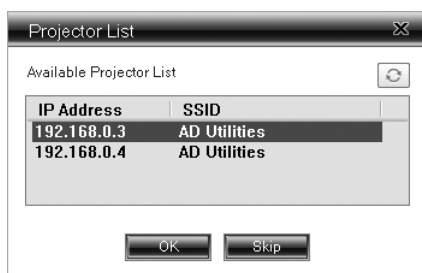 Projector List
Available Projector List
IP Address SSID
192.168.0.3 AD Utilities
192.168.0.4 AD Utilities
OK Skip